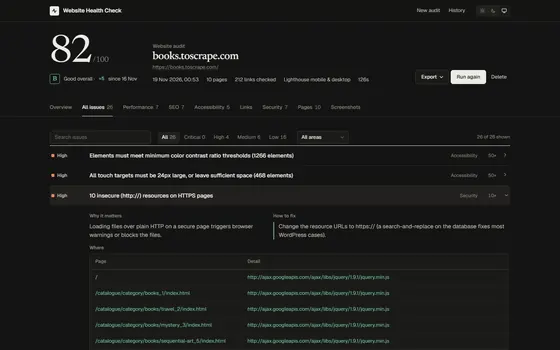 Website Health Check
New audit
History
82/100
B Good overall · +5 since 16 Nov
Website audit
books.toscrape.com
https://books.toscrape.com/
19 Nov 2026, 00:53 10 pages 212 links checked Lighthouse mobile & desktop 126s
Export
Run again
Delete
Overview All issues 26 Performance 7 SEO 7 Accessibility 5 Links Security 7 Pages 10 Screenshots
Search issues
All 26 Critical 0 High 4 Medium 6 Low 16
All areas
26 of 26 shown
High Elements must meet minimum color contrast ratio thresholds (1266 elements) Accessibility 50×
High All touch targets must be 24px large, or leave sufficient space (468 elements) Accessibility 50×
High 10 insecure (http://) resources on HTTPS pages Security 10×
Why it matters
Loading files over plain HTTP on a secure page triggers browser
warnings or blocks the files.
How to fix
Change the resource URLs to https:// (a search-and-replace on the database fixes most
WordPress cases).
Where
Page Detail
/ http://ajax.googleapis.com/ajax/libs/jquery/1.9.1/jquery.min.js
/catalogue/category/books_1/index.html http://ajax.googleapis.com/ajax/libs/jquery/1.9.1/jquery.min.js
/catalogue/category/books/travel_2/index.html http://ajax.googleapis.com/ajax/libs/jquery/1.9.1/jquery.min.js
/catalogue/category/books/mystery_3/index.html http://ajax.googleapis.com/ajax/libs/jquery/1.9.1/jquery.min.js
/catalogue/category/books/sequential-art_5/index.html http://ajax.googleapis.com/ajax/libs/jquery/1.9.1/jquery.min.js